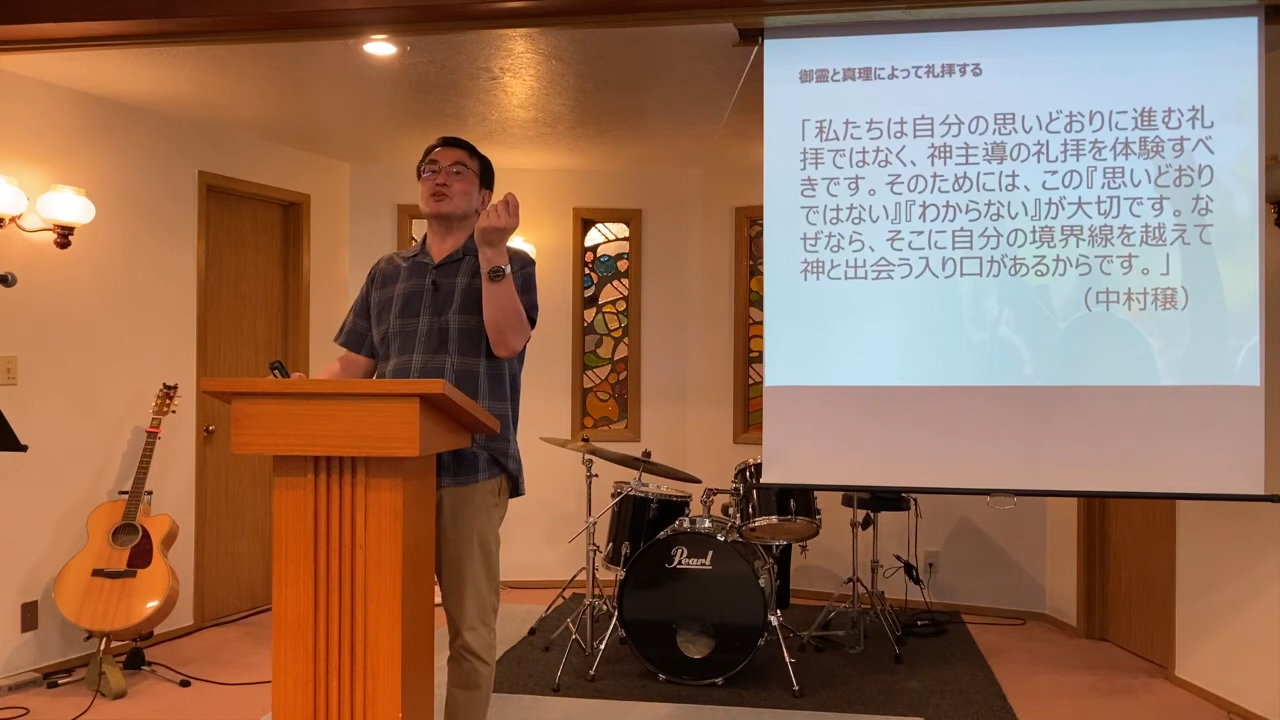 御霊と真理によって礼拝する
「私たちは自分の思いどおりに進む礼
拝ではなく、神主導の礼拝を体験すべ
きです。そのためには、この『思いどおり
ではない』『わからない』が大切です。な
ぜなら、そこに自分の境界線を越えて
神と出会う入り口があるからです。」
（中村穣）
Pearl